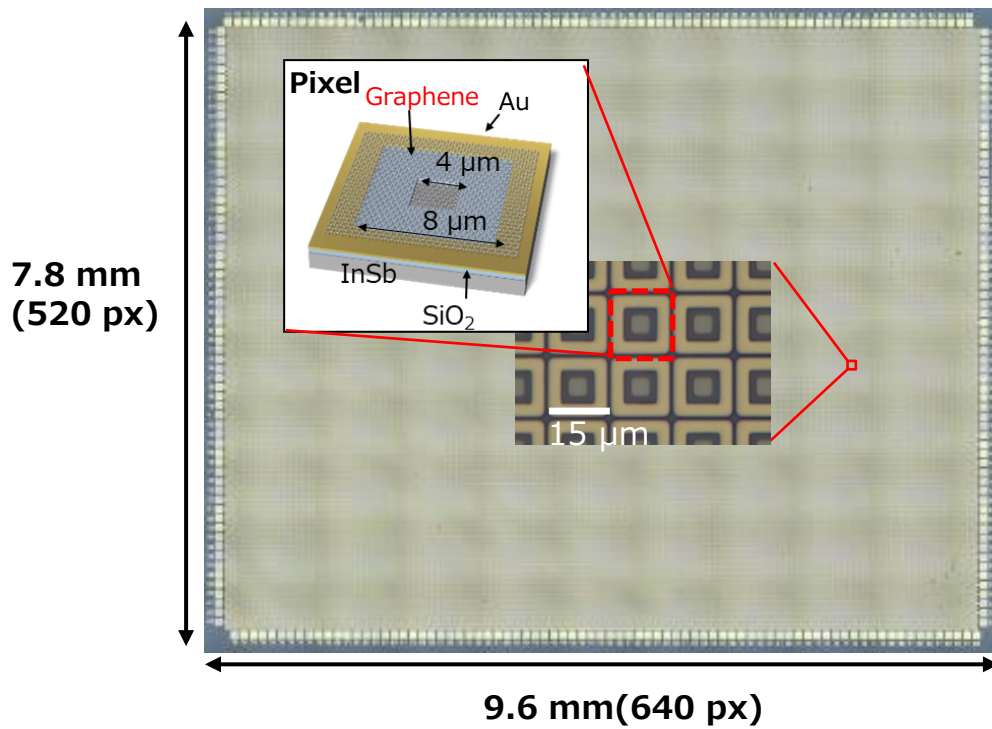 Pixel
Graphene
Au
4 μm
8 μm
InSb
SiO₂
7.8 mm
(520 px)
15 μm
9.6 mm(640 px)